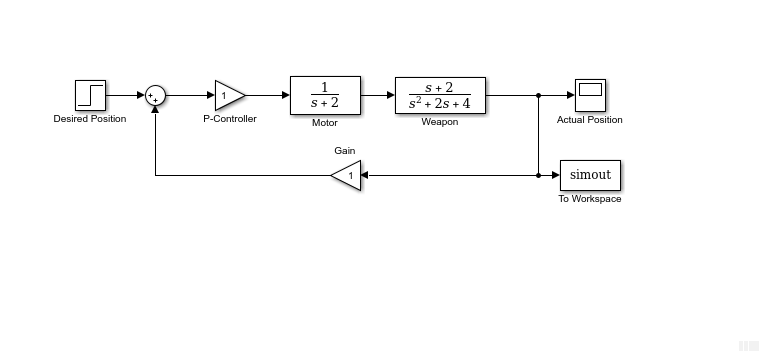 Desired Position
+
+
1
P-Controller
1
s + 2
Motor
s + 2
s² + 2s + 4
Weapon
Actual Position
Gain
1
simout
To Workspace